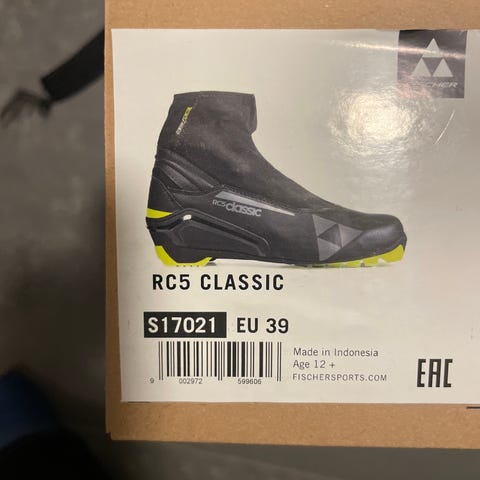 FISCHER
RC5 classic
RC5 CLASSIC
S17021 EU 39
Made in Indonesia
Age 12 +
FISCHERSPORTS.COM
9 002972 599606
EAC